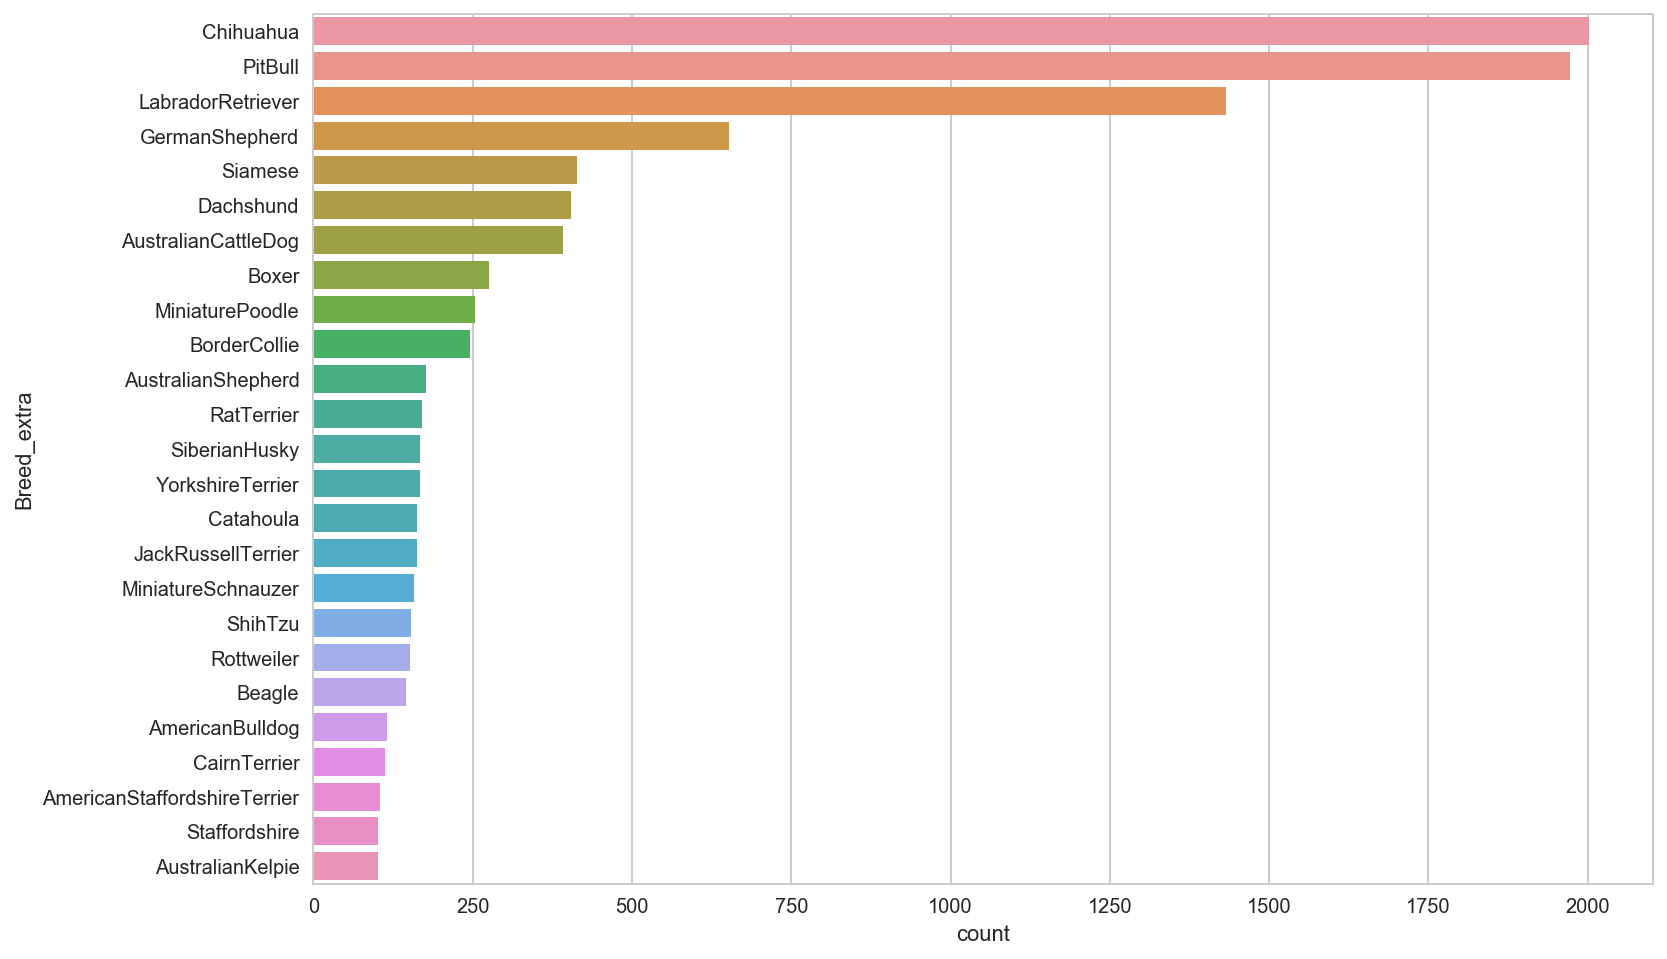 Chihuahua
PitBull
LabradorRetriever
GermanShepherd
Siamese
Dachshund
AustralianCattleDog
Boxer
MiniaturePoodle
BorderCollie
AustralianShepherd
RatTerrier
SiberianHusky
YorkshireTerrier
Catahoula
JackRussellTerrier
MiniatureSchnauzer
ShihTzu
Rottweiler
Beagle
AmericanBulldog
CairnTerrier
AmericanStaffordshireTerrier
Staffordshire
AustralianKelpie
Breed_extra
0 250 500 750 1000 1250 1500 1750 2000
count